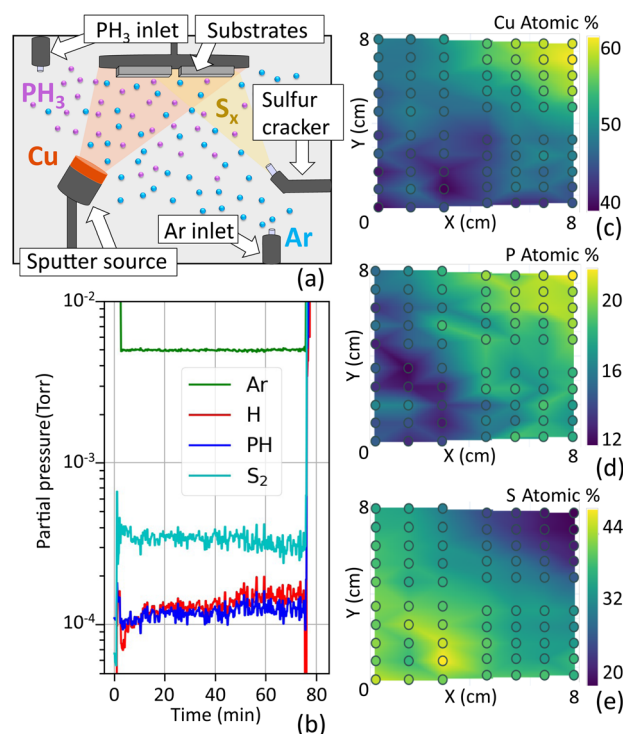 PH3 inlet
Substrates
PH3
Sx
Sulfur
cracker
Cu
Ar inlet
Ar
Sputter source
(a)
Partial pressure(Torr)
10-2
10-3
10-4
Ar
H
PH
S2
0 20 40 60 80
Time (min)
(b)
Cu Atomic %
8
Y (cm)
0
X (cm)
8
60
50
40
(c)
P Atomic %
8
Y (cm)
0
X (cm)
8
20
16
12
(d)
S Atomic %
8
Y (cm)
0
X (cm)
8
44
32
20
(e)